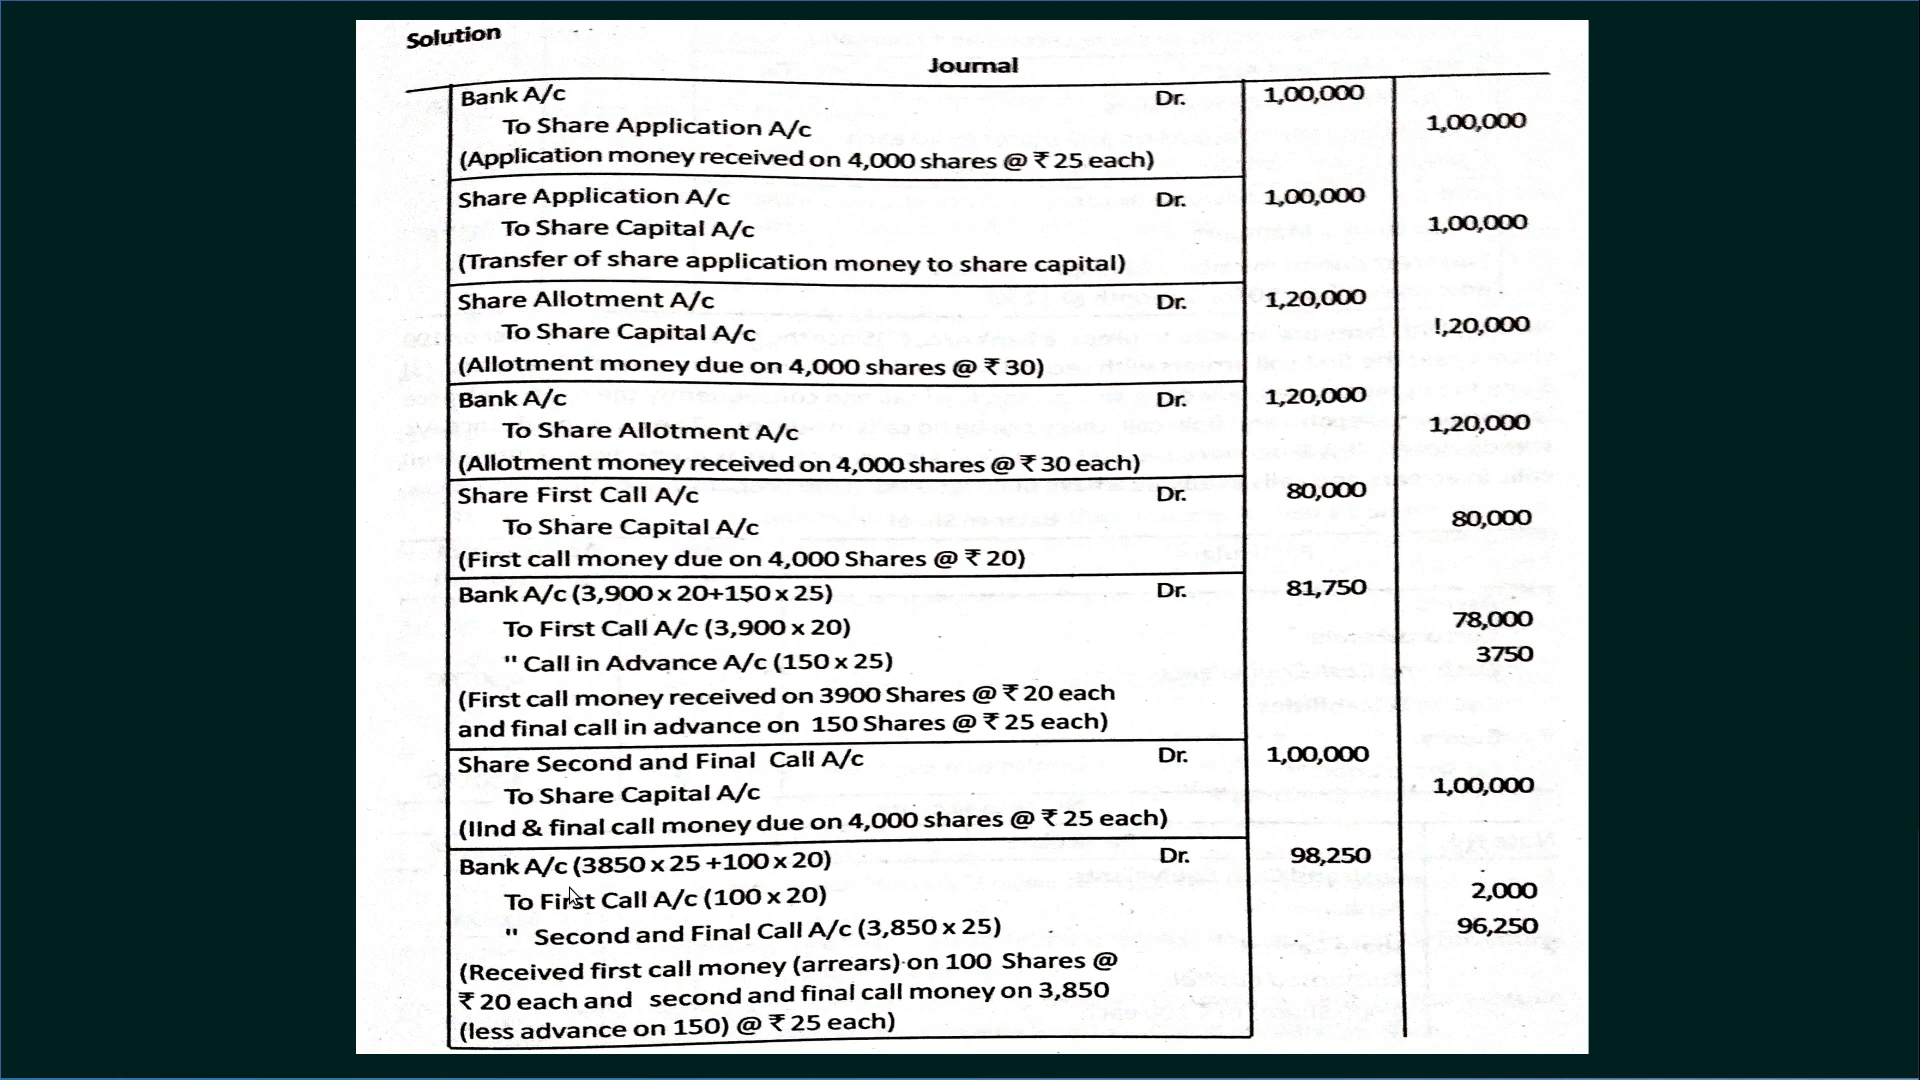 Solution
Journal
Bank A/c Dr. 1,00,000
To Share Application A/c 1,00,000
(Application money received on 4,000 shares @ ₹ 25 each)
Share Application A/c Dr. 1,00,000
To Share Capital A/c 1,00,000
(Transfer of share application money to share capital)
Share Allotment A/c Dr. 1,20,000
To Share Capital A/c !,20,000
(Allotment money due on 4,000 shares @ ₹ 30)
Bank A/c Dr. 1,20,000
To Share Allotment A/c 1,20,000
(Allotment money received on 4,000 shares @ ₹ 30 each)
Share First Call A/c Dr. 80,000
To Share Capital A/c 80,000
(First call money due on 4,000 Shares @ ₹ 20)
Bank A/c (3,900 x 20+150 x 25) Dr. 81,750
To First Call A/c (3,900 x 20) 78,000
" Call in Advance A/c (150 x 25) 3750
(First call money received on 3900 Shares @ ₹ 20 each
and final call in advance on 150 Shares @ ₹ 25 each)
Share Second and Final Call A/c Dr. 1,00,000
To Share Capital A/c 1,00,000
(IInd & final call money due on 4,000 shares @ ₹ 25 each)
Bank A/c (3850 x 25 +100 x 20) Dr. 98,250
To First Call A/c (100 x 20) 2,000
" Second and Final Call A/c (3,850 x 25) 96,250
(Received first call money (arrears) on 100 Shares @
₹ 20 each and second and final call money on 3,850
(less advance on 150) @ ₹ 25 each)